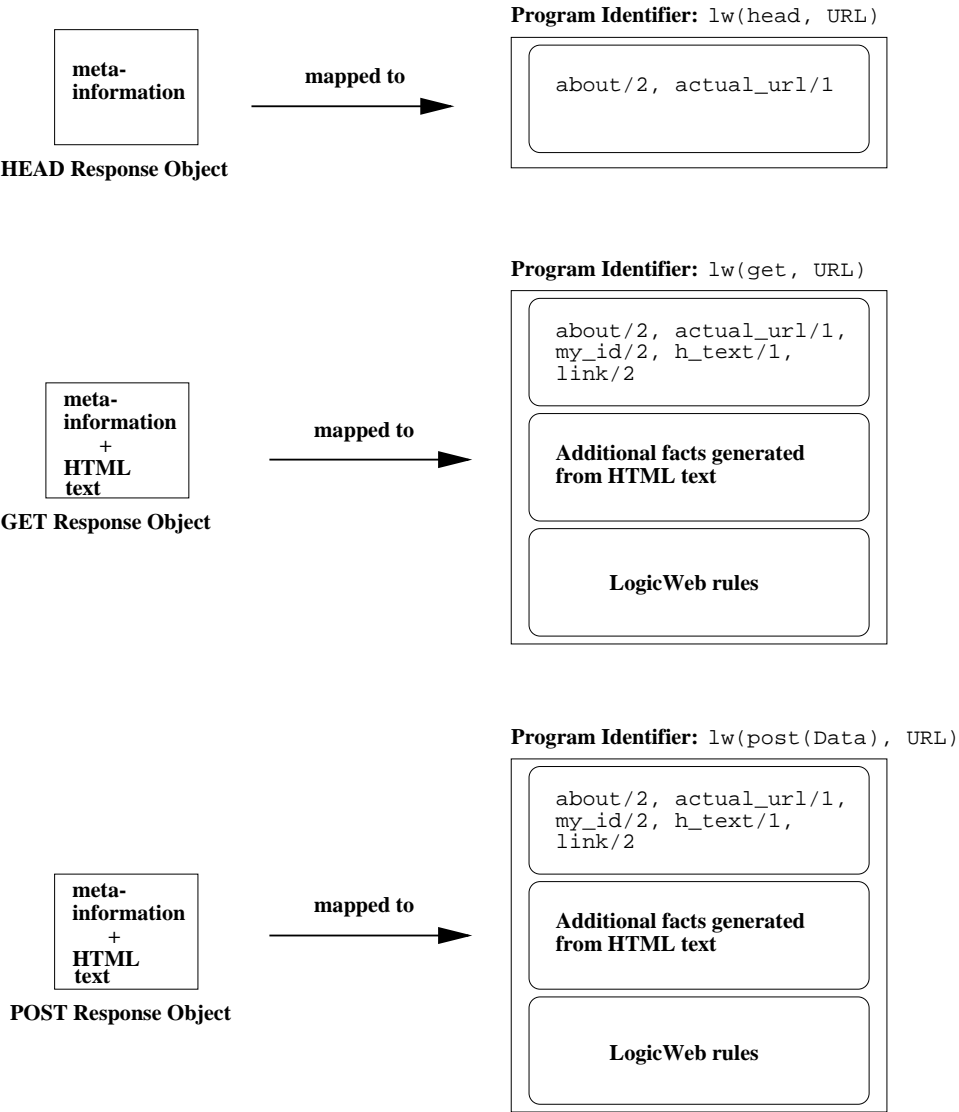 Program Identifier: lw(head, URL)
meta-
information
mapped to
about/2, actual_url/1
HEAD Response Object
Program Identifier: lw(get, URL)
about/2, actual_url/1,
my_id/2, h_text/1,
link/2
meta-
information
+
HTML
text
mapped to
Additional facts generated
from HTML text
GET Response Object
LogicWeb rules
Program Identifier: lw(post(Data), URL)
about/2, actual_url/1,
my_id/2, h_text/1,
link/2
meta-
information
+
HTML
text
mapped to
Additional facts generated
from HTML text
POST Response Object
LogicWeb rules